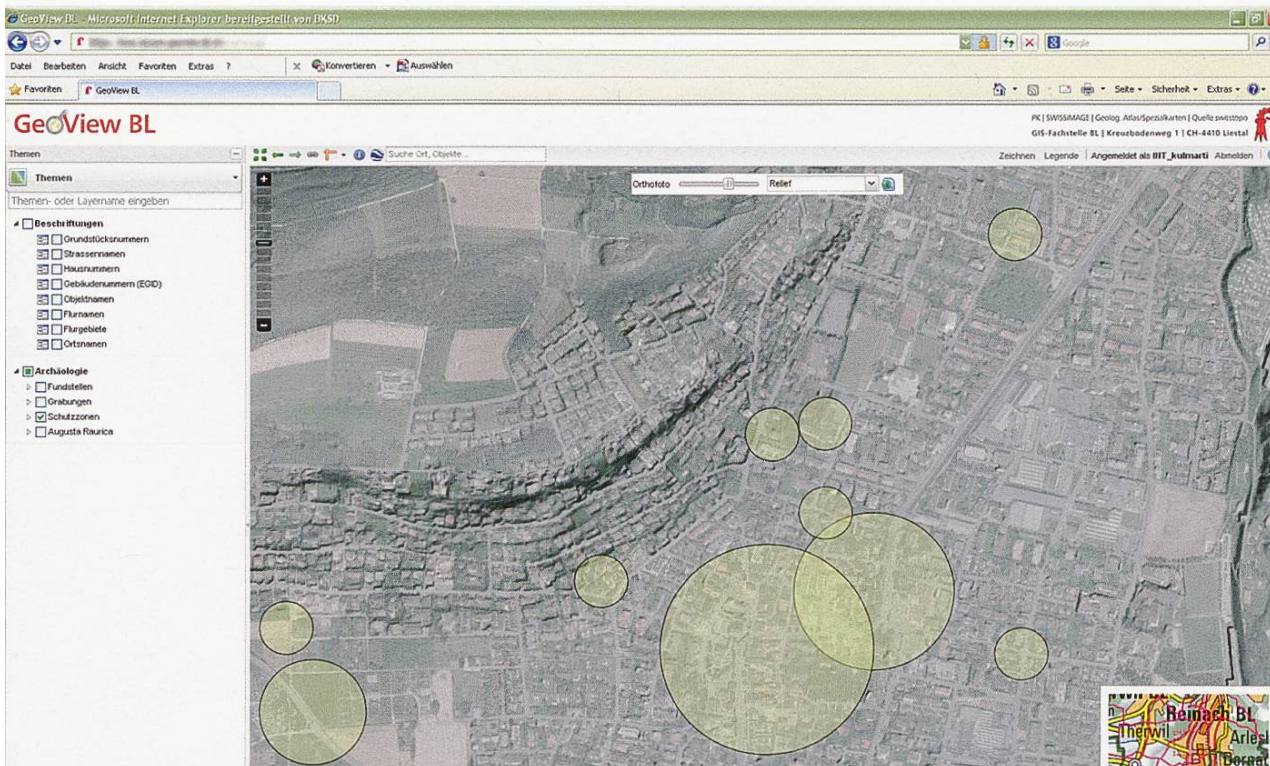 GeoView BL - Microsoft Internet Explorer bereitgestellt von BKSD
Google
Datei Bearbeiten Ansicht Favoriten Extras ? X Konvertieren Auswählen
Favoriten GeoView BL Seite Sicherheit Extras
GeoView BL
PK | SWISSIMAGE | Geolog. Atlas/Spezialkarten | Quelle swisstopo
GIS-Fachstelle BL | Kreuzbodenweg 1 | CH-4410 Liestal
Themen
Suche Ort, Objekte...
Zeichnen Legende Angemeldet als Abmelden
Themen
Themen- oder Layername eingeben
Orthofoto Relief
Beschriftungen
Grundstücksnummern
Strassennamen
Hausnummern
Gebäudenummern (EGID)
Objektnamen
Flurnamen
Flurgebiete
Ortsnamen
Archäologie
Fundstellen
Grabungen
Schutzzonen
Augusta Raurica
Reinach BL
Therwil
Arlesh